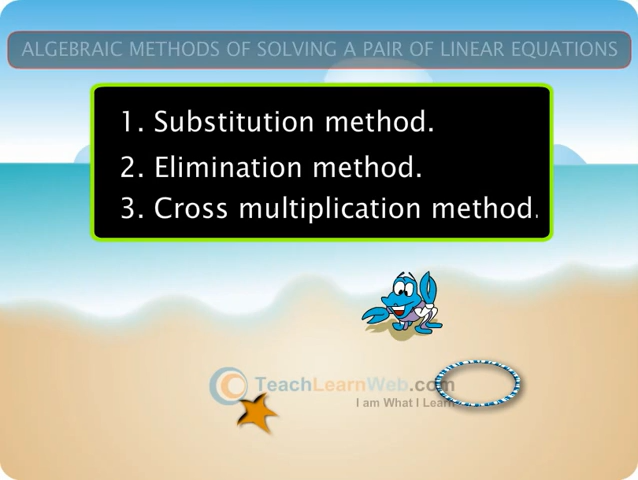 ALGEBRAIC METHODS OF SOLVING A PAIR OF LINEAR EQUATIONS
1. Substitution method.
2. Elimination method.
3. Cross multiplication method.
TeachLearnWeb.com
I am What I Learn